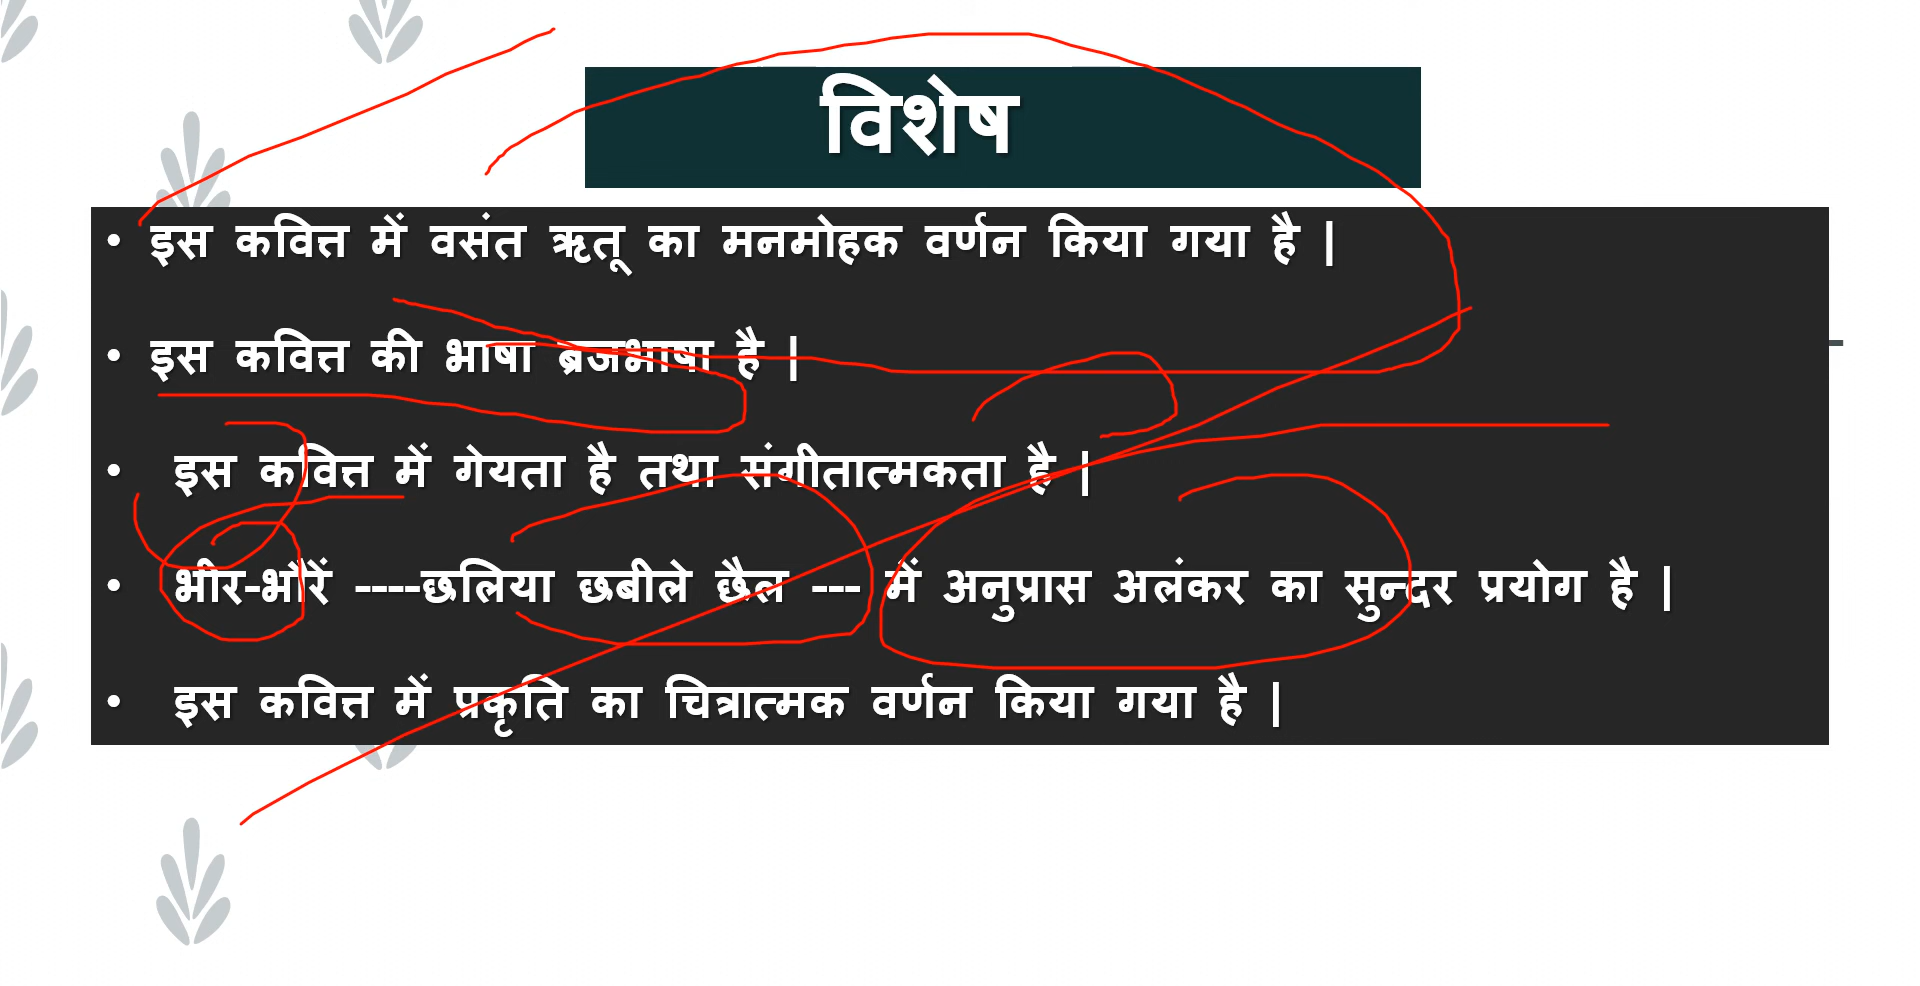 विशेष
• इस कवित्त में वसंत ऋतू का मनमोहक वर्णन किया गया है |
• इस कवित्त की भाषा ब्रजभाषा है |
• इस कवित्त में गेयता है तथा संगीतात्मकता है |
• भीर-भौरें ----छलिया छबीले छैल --- में अनुप्रास अलंकर का सुन्दर प्रयोग है |
• इस कवित्त में प्रकृति का चित्रात्मक वर्णन किया गया है |